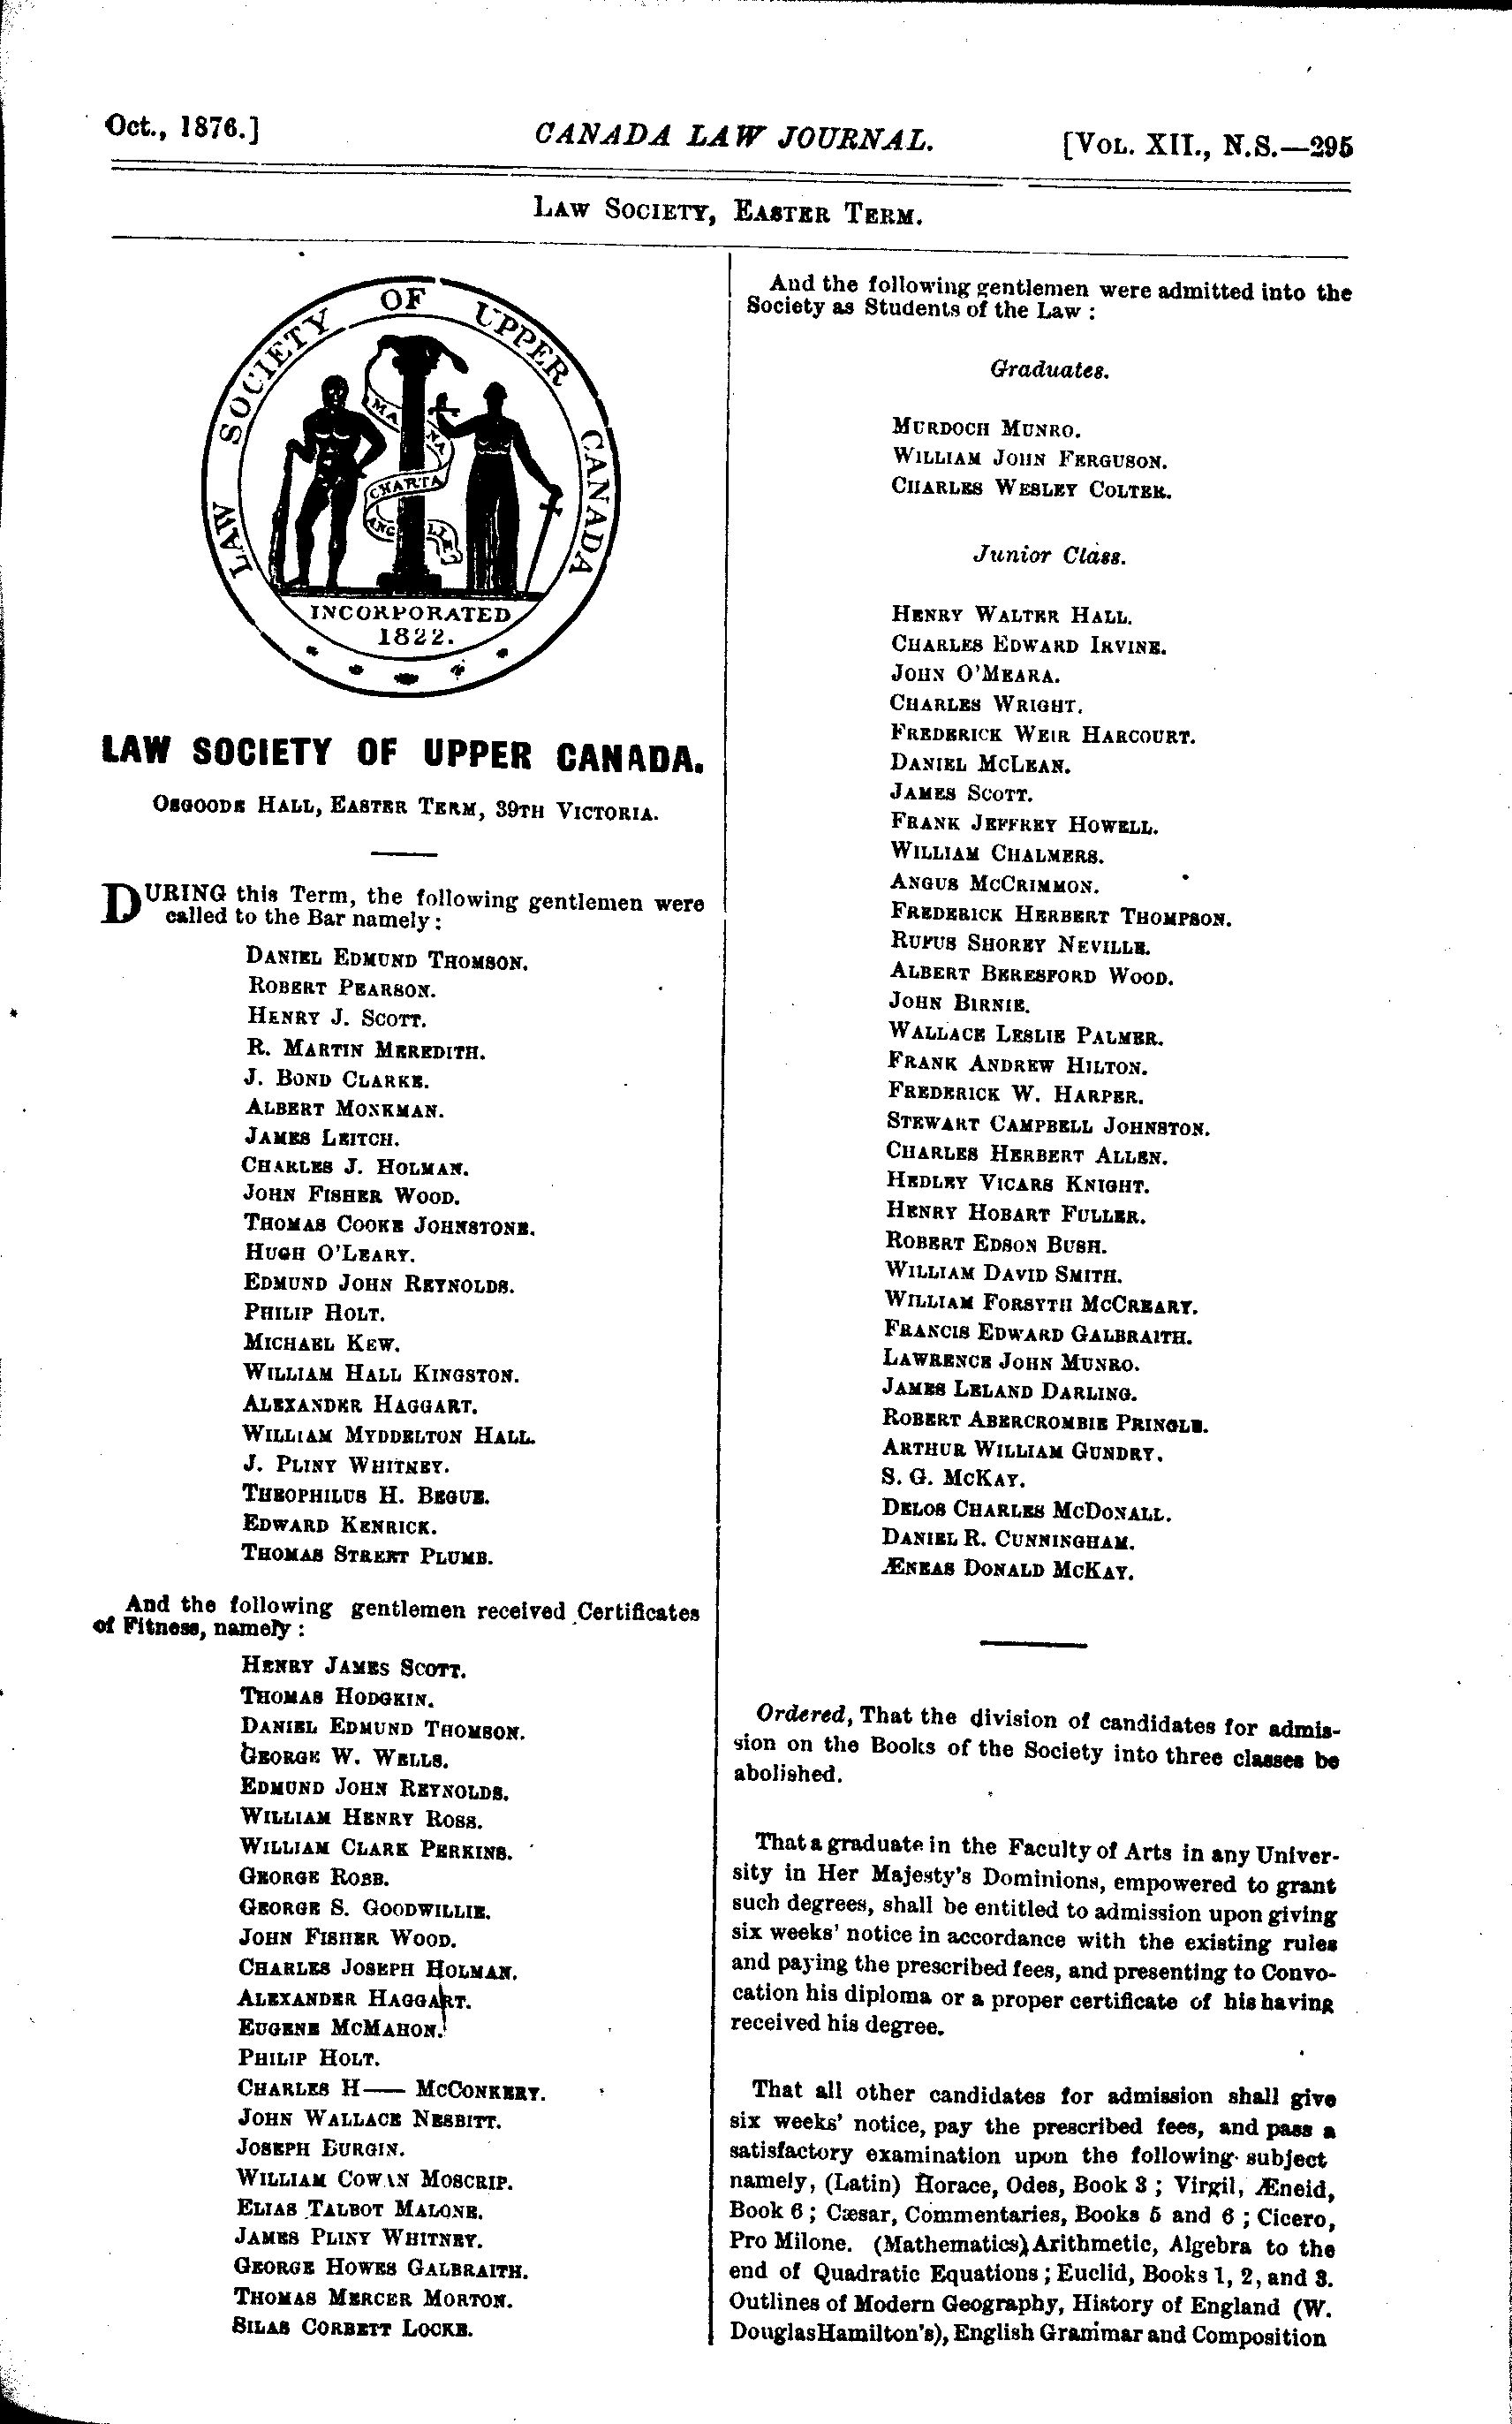 Oct., 1876.] CANADA LAW JOURNAL. [VOL. XII., N.S.—295
LAW SOCIETY, EASTER TERM.
LAW SOCIETY OF UPPER CANADA
MAGNA
CHARTA
ANGLIÆ
INCORPORATED
1822.
LAW SOCIETY OF UPPER CANADA.
OSGOODE HALL, EASTER TERM, 39TH VICTORIA.
DURING this Term, the following gentlemen were
called to the Bar namely:
DANIEL EDMUND THOMSON.
ROBERT PEARSON.
HENRY J. SCOTT.
R. MARTIN MEREDITH.
J. BOND CLARKE.
ALBERT MONKMAN.
JAMES LEITCH.
CHARLES J. HOLMAN.
JOHN FISHER WOOD.
THOMAS COOKE JOHNSTONE.
HUGH O'LEARY.
EDMUND JOHN REYNOLDS.
PHILIP HOLT.
MICHAEL KEW.
WILLIAM HALL KINGSTON.
ALEXANDER HAGGART.
WILLIAM MYDDELTON HALL.
J. PLINY WHITNEY.
THEOPHILUS H. BEGUE.
EDWARD KENRICK.
THOMAS STREET PLUMB.
And the following gentlemen received Certificates
of Fitness, namely:
HENRY JAMES SCOTT.
THOMAS HODGKIN.
DANIEL EDMUND THOMSON.
GEORGE W. WELLS.
EDMUND JOHN REYNOLDS.
WILLIAM HENRY ROSS.
WILLIAM CLARK PERKINS.
GEORGE ROBB.
GEORGE S. GOODWILLIE.
JOHN FISHER WOOD.
CHARLES JOSEPH HOLMAN.
ALEXANDER HAGGART.
EUGENE MCMAHON.
PHILIP HOLT.
CHARLES H—— MCCONKERY.
JOHN WALLACE NESBITT.
JOSEPH BURGIN.
WILLIAM COWAN MOSCRIP.
ELIAS TALBOT MALONE.
JAMES PLINY WHITNEY.
GEORGE HOWES GALBRAITH.
THOMAS MERCER MORTON.
SILAS CORBETT LOCKE.
And the following gentlemen were admitted into the
Society as Students of the Law:
Graduates.
MURDOCH MUNRO.
WILLIAM JOHN FERGUSON.
CHARLES WESLEY COLTER.
Junior Class.
HENRY WALTER HALL.
CHARLES EDWARD IRVINE.
JOHN O'MEARA.
CHARLES WRIGHT.
FREDERICK WEIR HARCOURT.
DANIEL MCLEAN.
JAMES SCOTT.
FRANK JEFFREY HOWELL.
WILLIAM CHALMERS.
ANGUS MCCRIMMON.
FREDERICK HERBERT THOMPSON.
RUFUS SHOREY NEVILLE.
ALBERT BERESFORD WOOD.
JOHN BIRNIE.
WALLACE LESLIE PALMER.
FRANK ANDREW HILTON.
FREDERICK W. HARPER.
STEWART CAMPBELL JOHNSTON.
CHARLES HERBERT ALLEN.
HEDLEY VICARS KNIGHT.
HENRY HOBART FULLER.
ROBERT EDSON BUSH.
WILLIAM DAVID SMITH.
WILLIAM FORSYTH MCCREARY.
FRANCIS EDWARD GALBRAITH.
LAWRENCE JOHN MUNRO.
JAMES LELAND DARLING.
ROBERT ABERCROMBIE PRINGLE.
ARTHUR WILLIAM GUNDRY.
S. G. MCKAY.
DELOS CHARLES MCDONALL.
DANIEL R. CUNNINGHAM.
ÆNEAS DONALD MCKAY.
Ordered, That the division of candidates for admis-
sion on the Books of the Society into three classes be
abolished.
That a graduate in the Faculty of Arts in any Univer-
sity in Her Majesty's Dominions, empowered to grant
such degrees, shall be entitled to admission upon giving
six weeks' notice in accordance with the existing rules
and paying the prescribed fees, and presenting to Convo-
cation his diploma or a proper certificate of his having
received his degree.
That all other candidates for admission shall give
six weeks' notice, pay the prescribed fees, and pass a
satisfactory examination upon the following subject
namely, (Latin) Horace, Odes, Book 3; Virgil, Æneid,
Book 6; Cæsar, Commentaries, Books 5 and 6; Cicero,
Pro Milone. (Mathematics) Arithmetic, Algebra to the
end of Quadratic Equations; Euclid, Books 1, 2, and 3.
Outlines of Modern Geography, History of England (W.
Douglas Hamilton's), English Grammar and Composition